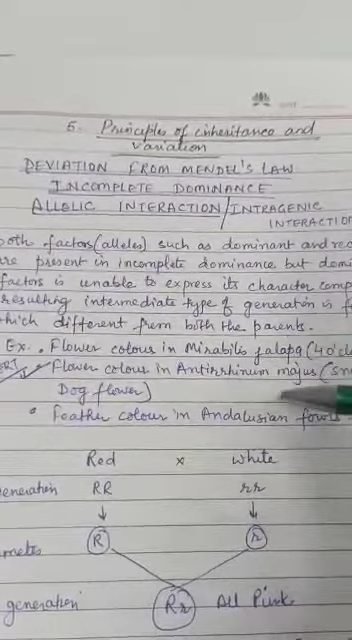 5. Principles of inheritance and
variation
DEVIATION FROM MENDEL'S LAW
INCOMPLETE DOMINANCE
ALLELIC INTERACTION/INTRAGENIC
INTERACTION
both factors (alleles) such as dominant and rec
are present in incomplete dominance but domi
factors is unable to express its character comp
resulting intermediate type of generation is f
which different from both the parents.
Ex. • Flower colour in Mirabilis jalapa (4 o'cl
• Flower colour in Antirrhinum majus (Sn
Dog flower)
• Feather colour in Andalusian fowls
Red x white
generation RR rr
R r
gametes
generation Rr All Pink